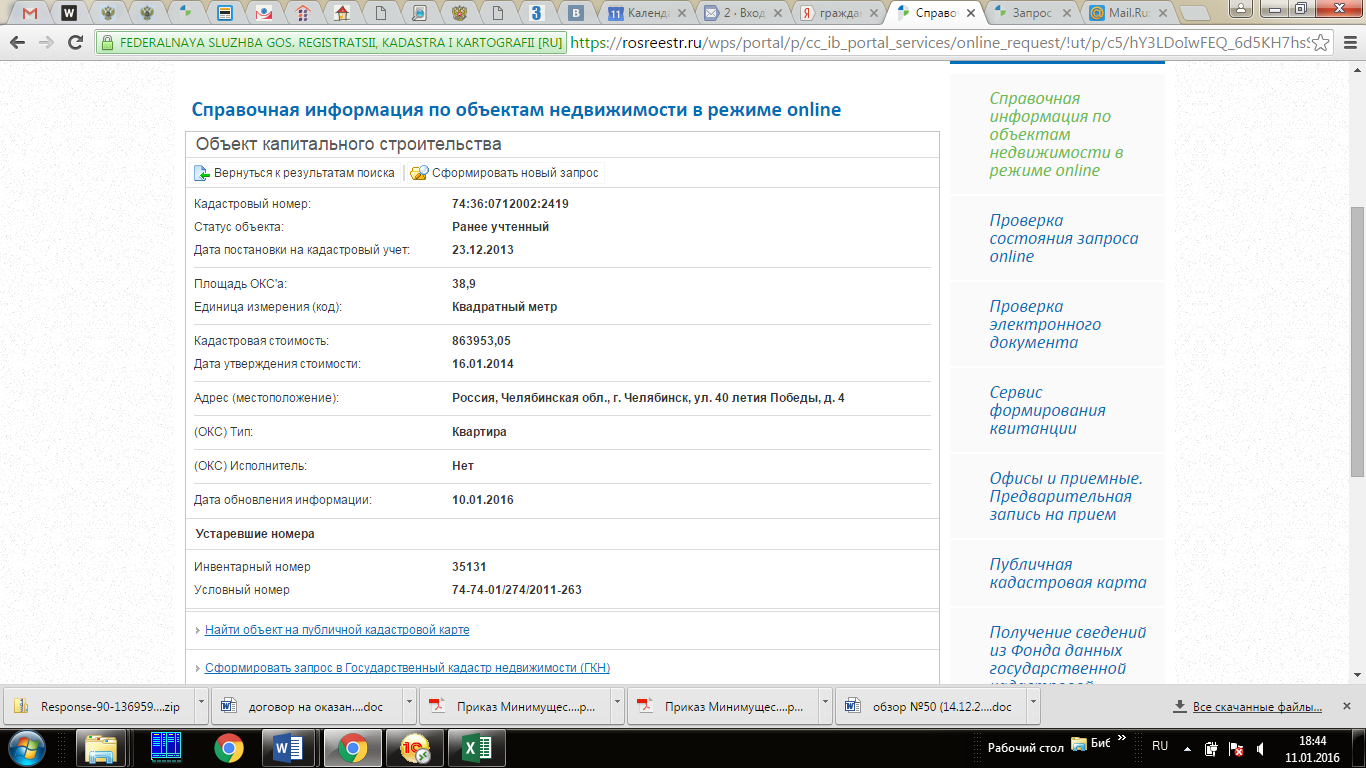 Календ
2 · Вход
гражда
Справо
Запрос
Mail.Ru
FEDERALNAYA SLUZHBA GOS. REGISTRATSII, KADASTRA I KARTOGRAFII [RU]
https://rosreestr.ru/wps/portal/p/cc_ib_portal_services/online_request/!ut/p/c5/hY3LDoIwFEQ_6d5KH7hs
Справочная информация по объектам недвижимости в режиме online
Объект капитального строительства
Вернуться к результатам поиска
Сформировать новый запрос
Кадастровый номер: 74:36:0712002:2419
Статус объекта: Ранее учтенный
Дата постановки на кадастровый учет: 23.12.2013
Площадь ОКС'а: 38,9
Единица измерения (код): Квадратный метр
Кадастровая стоимость: 863953,05
Дата утверждения стоимости: 16.01.2014
Адрес (местоположение): Россия, Челябинская обл., г. Челябинск, ул. 40 летия Победы, д. 4
(ОКС) Тип: Квартира
(ОКС) Исполнитель: Нет
Дата обновления информации: 10.01.2016
Устаревшие номера
Инвентарный номер 35131
Условный номер 74-74-01/274/2011-263
Найти объект на публичной кадастровой карте
Сформировать запрос в Государственный кадастр недвижимости (ГКН)
Справочная
информация по
объектам
недвижимости в
режиме online
Проверка
состояния запроса
online
Проверка
электронного
документа
Сервис
формирования
квитанции
Офисы и приемные.
Предварительная
запись на прием
Публичная
кадастровая карта
Получение сведений
из Фонда данных
государственной
кадастровой
Response-90-136959....zip
договор на оказан....doc
Приказ Минимущес....p...
Приказ Минимущес....p...
обзор №50 (14.12.2....doc
Все скачанные файлы...
Рабочий стол
Биб
RU
18:44
11.01.2016